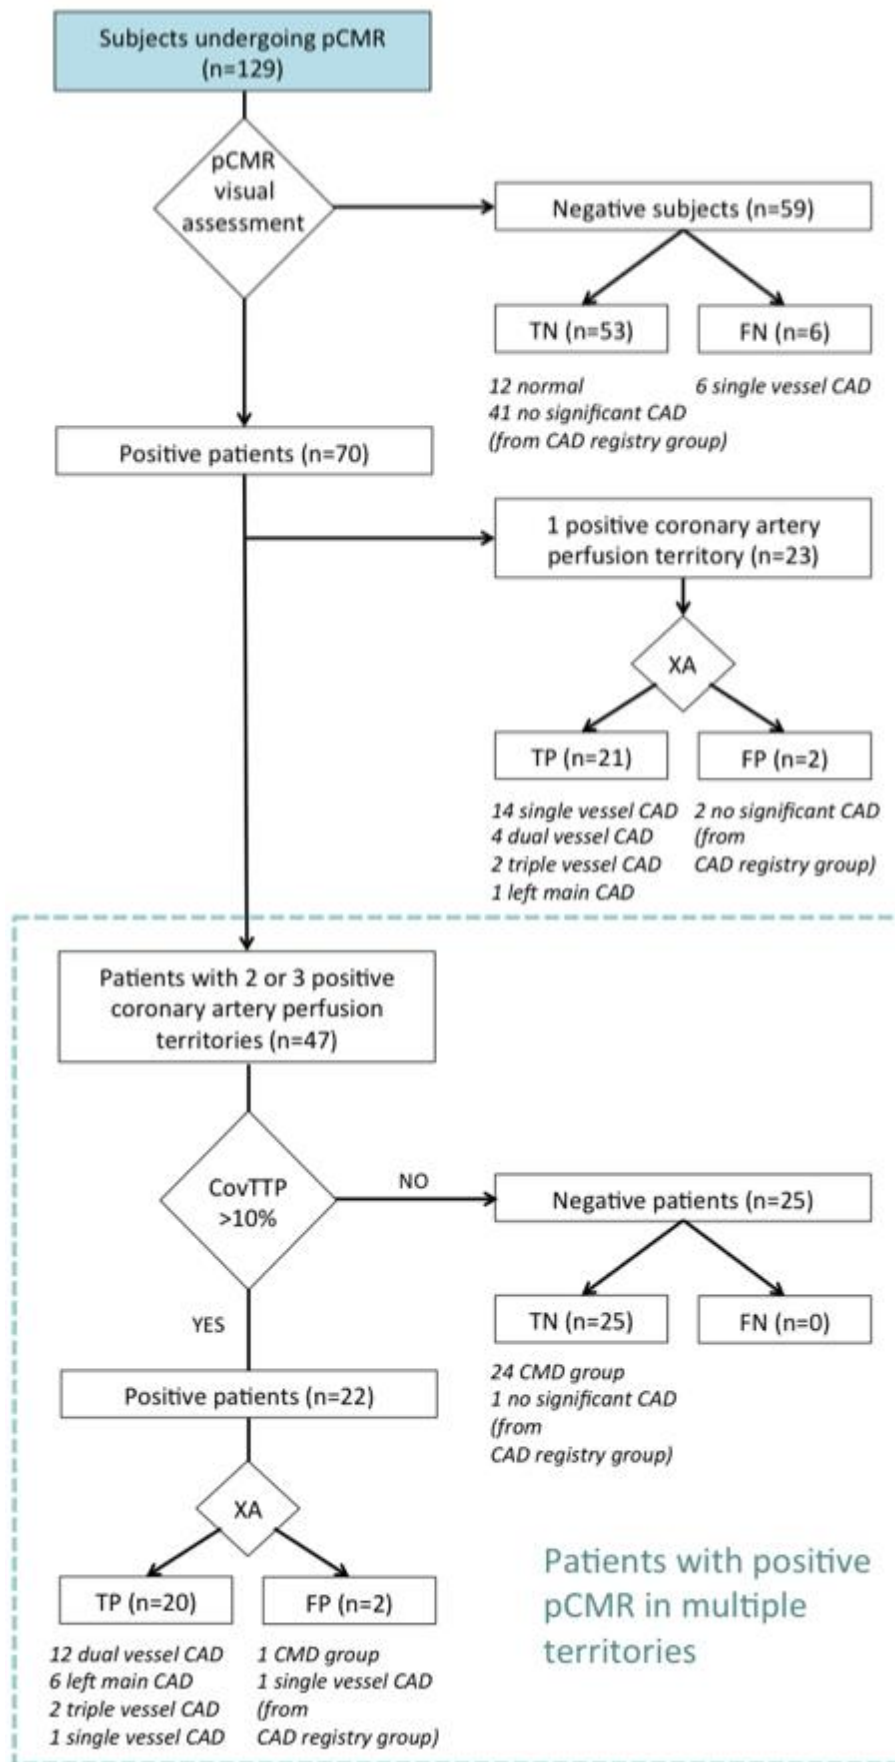 Subjects undergoing pCMR
(n=129)
pCMR
visual
assessment
Negative subjects (n=59)
TN (n=53)
FN (n=6)
12 normal
41 no significant CAD
(from CAD registry group)
6 single vessel CAD
Positive patients (n=70)
1 positive coronary artery
perfusion territory (n=23)
XA
TP (n=21)
FP (n=2)
14 single vessel CAD
4 dual vessel CAD
2 triple vessel CAD
1 left main CAD
2 no significant CAD
(from
CAD registry group)
Patients with 2 or 3 positive
coronary artery perfusion
territories (n=47)
CovTTP
>10%
NO
Negative patients (n=25)
TN (n=25)
FN (n=0)
24 CMD group
1 no significant CAD
(from
CAD registry group)
YES
Positive patients (n=22)
XA
TP (n=20)
FP (n=2)
12 dual vessel CAD
6 left main CAD
2 triple vessel CAD
1 single vessel CAD
1 CMD group
1 single vessel CAD
(from
CAD registry group)
Patients with positive
pCMR in multiple
territories